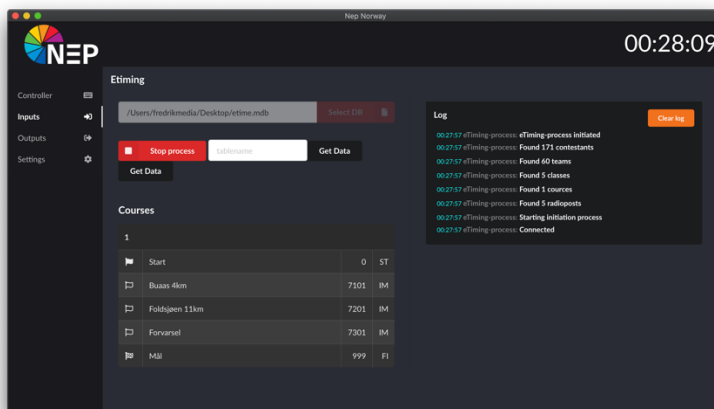 Nep Norway
NEP
00:28:09
Controller
Inputs
Outputs
Settings
Etiming
/Users/fredrikmedia/Desktop/etime.mdb
Select DB
Stop process
tablename
Get Data
Get Data
Courses
1
Start 0 ST
Buaas 4km 7101 IM
Foldsjøen 11km 7201 IM
Forvarsel 7301 IM
Mål 999 FI
Log
Clear log
00:27:57 eTiming-process: eTiming-process initiated
00:27:57 eTiming-process: Found 171 contestants
00:27:57 eTiming-process: Found 60 teams
00:27:57 eTiming-process: Found 5 classes
00:27:57 eTiming-process: Found 1 cources
00:27:57 eTiming-process: Found 5 radioposts
00:27:57 eTiming-process: Starting initiation process
00:27:57 eTiming-process: Connected